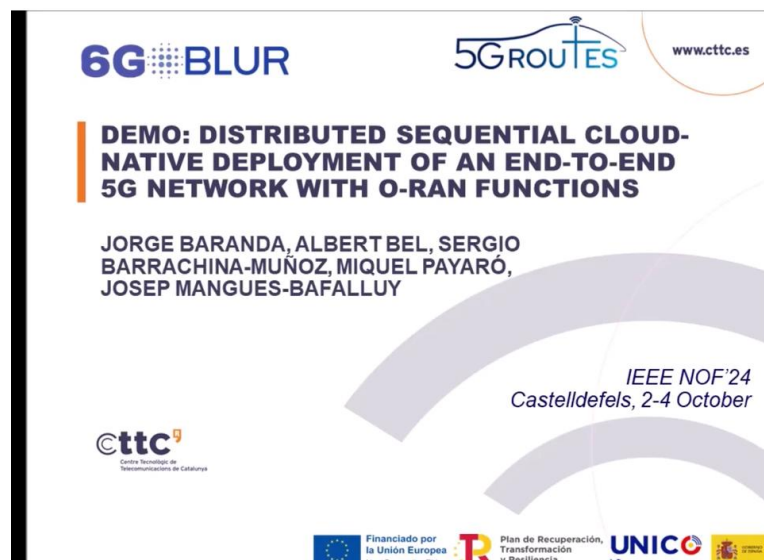 6G BLUR
5GROUTES
www.cttc.es
DEMO: DISTRIBUTED SEQUENTIAL CLOUD-
NATIVE DEPLOYMENT OF AN END-TO-END
5G NETWORK WITH O-RAN FUNCTIONS
JORGE BARANDA, ALBERT BEL, SERGIO
BARRACHINA-MUÑOZ, MIQUEL PAYARÓ,
JOSEP MANGUES-BAFALLUY
IEEE NOF'24
Castelldefels, 2-4 October
cttc
Centre Tecnològic de
Telecomunicacions de Catalunya
Financiado por
la Unión Europea
Plan de Recuperación,
Transformación
y Resiliencia
UNICO